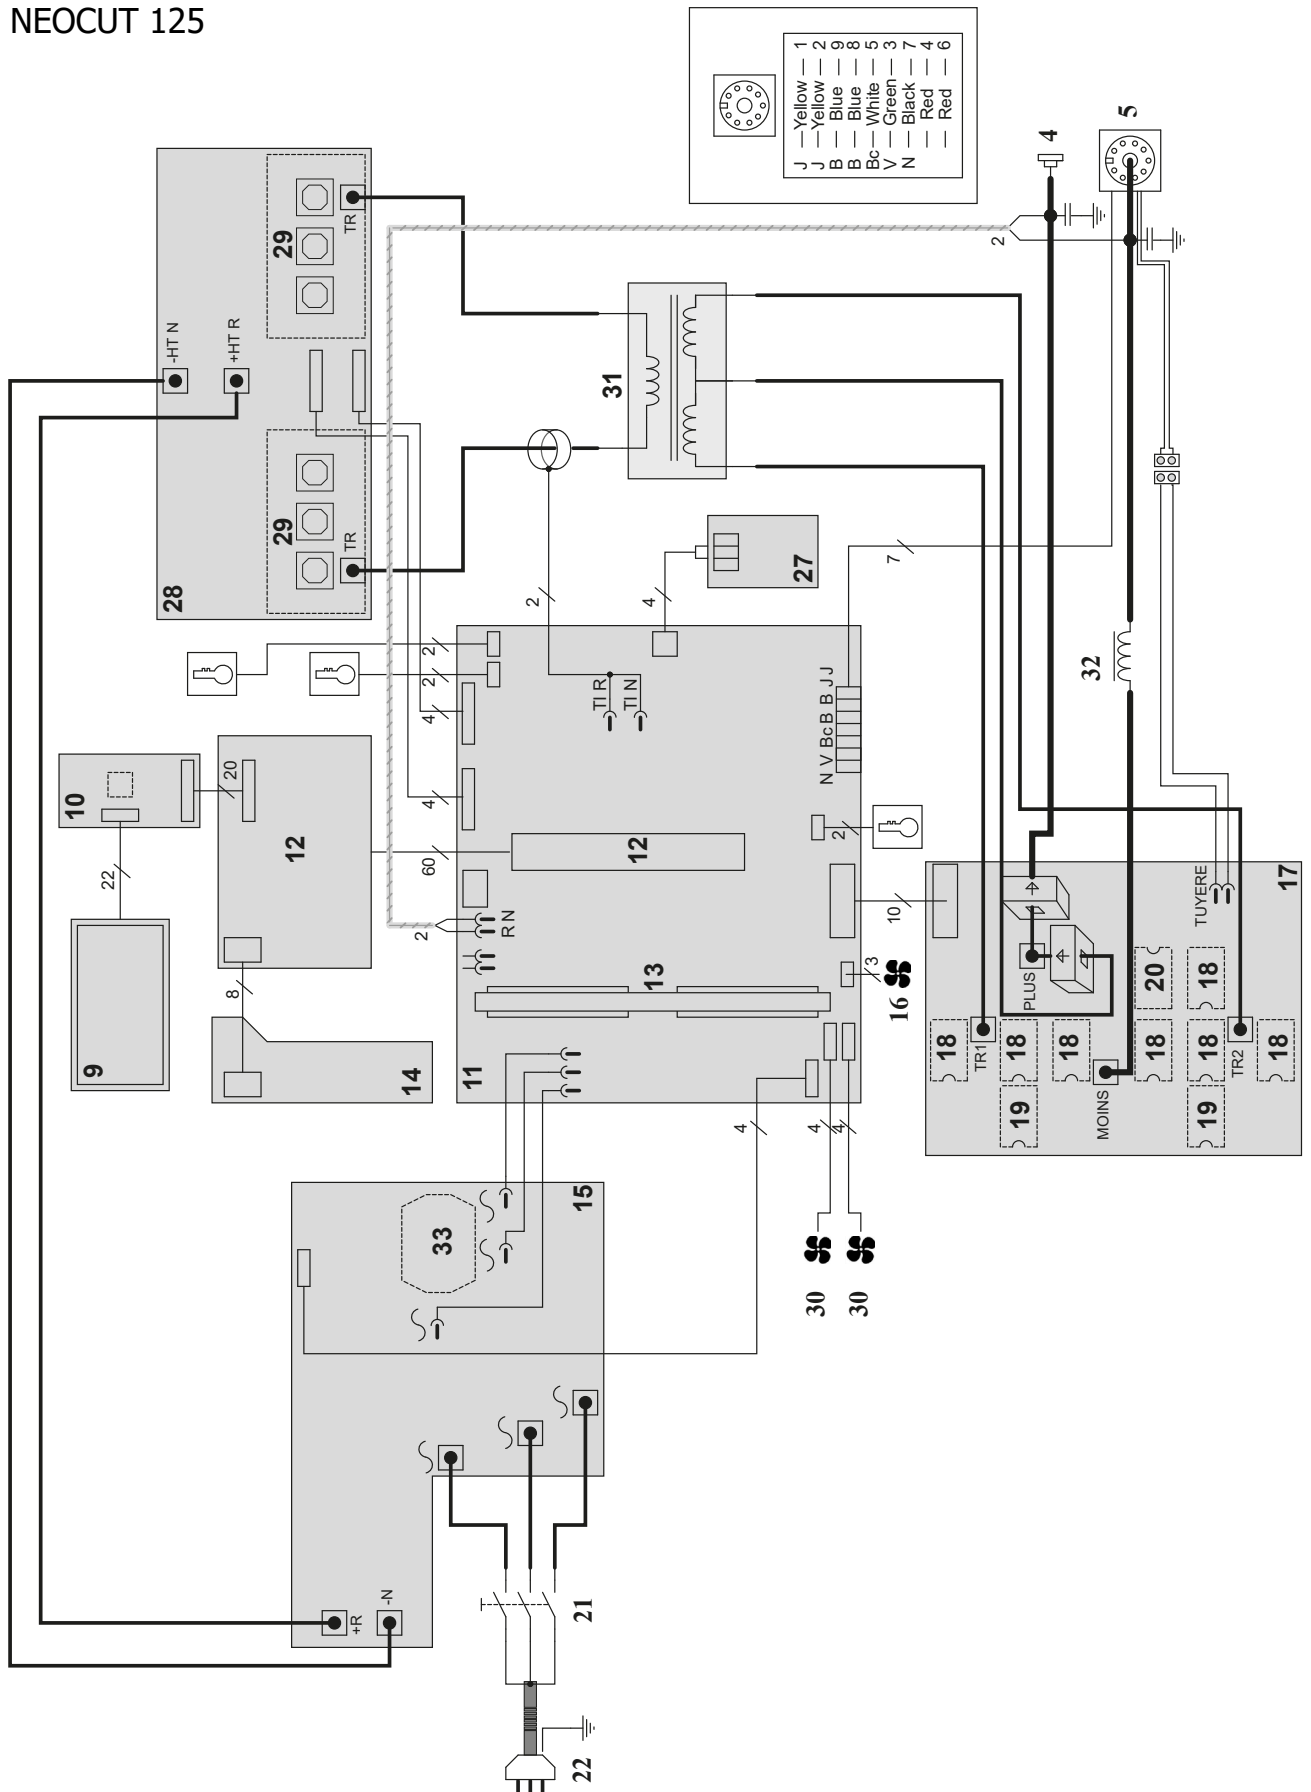 NEOCUT 125
J — Yellow — 1
J — Yellow — 2
B — Blue — 9
B — Blue — 8
Bc — White — 5
V — Green — 3
N — Black — 7
— Red — 4
— Red — 6
4
5
2
28
-HT N
+HT R
29
TR
29
TR
31
2
4
27
7
32
10
20
12
22
9
8
14
60
2
2
4
4
2
R N
TI R
TI N
12
13
11
N V Bc B B J J
2
10
3
16
4
4
4
30
30
15
33
+R
-N
21
22
17
TUYERE
PLUS
20
18
18
TR1
18
18
18
18
TR2
18
MOINS
19
19